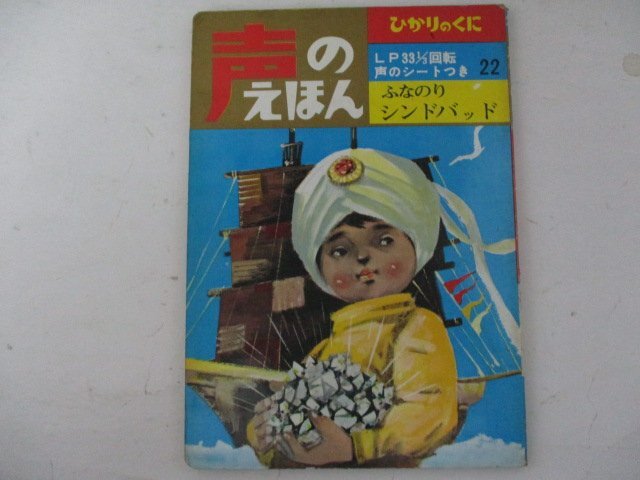 声の
えほん
ひかりのくに
LP33⅓回転
声のシートつき
22
ふなのり
シンドバッド